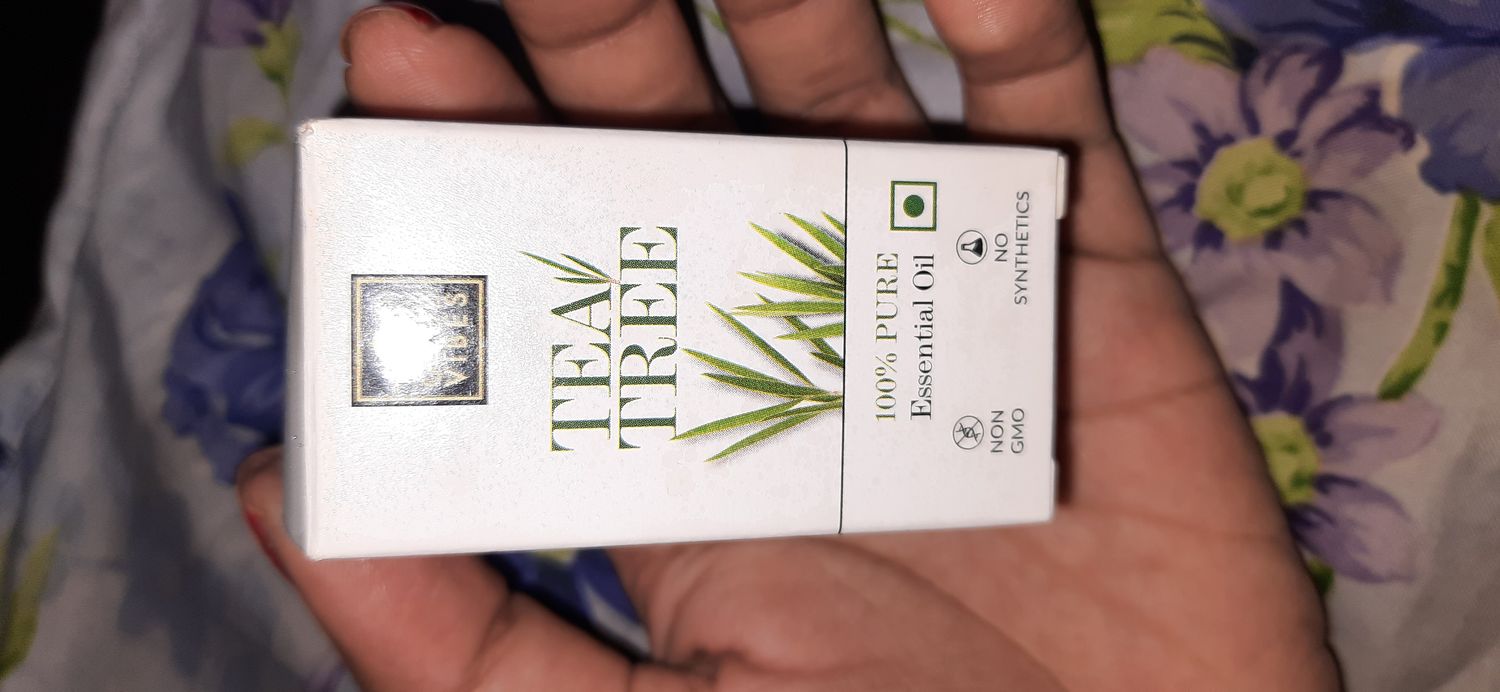 VIBES
TEA
TREE
100% PURE
Essential Oil
NON
GMO
NO
SYNTHETICS